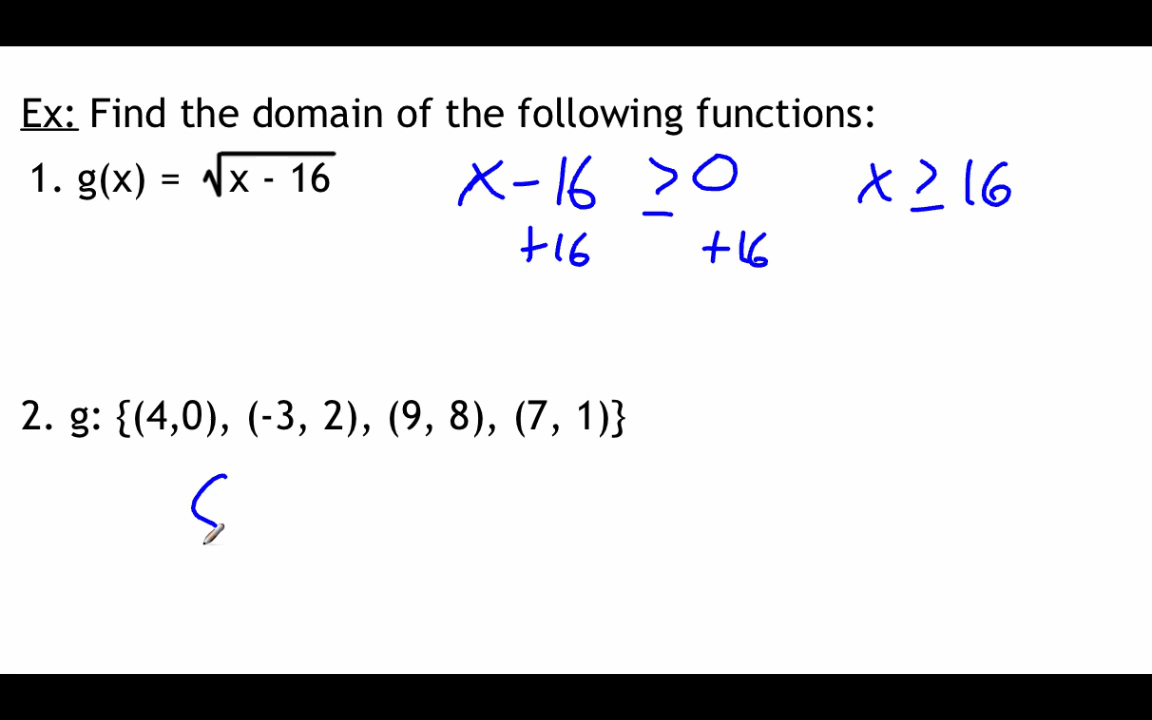 Ex: Find the domain of the following functions:
1. g(x) = √x - 16 x - 16 ≥ 0 x ≥ 16
+16 +16
2. g: {(4,0), (-3, 2), (9, 8), (7, 1)}